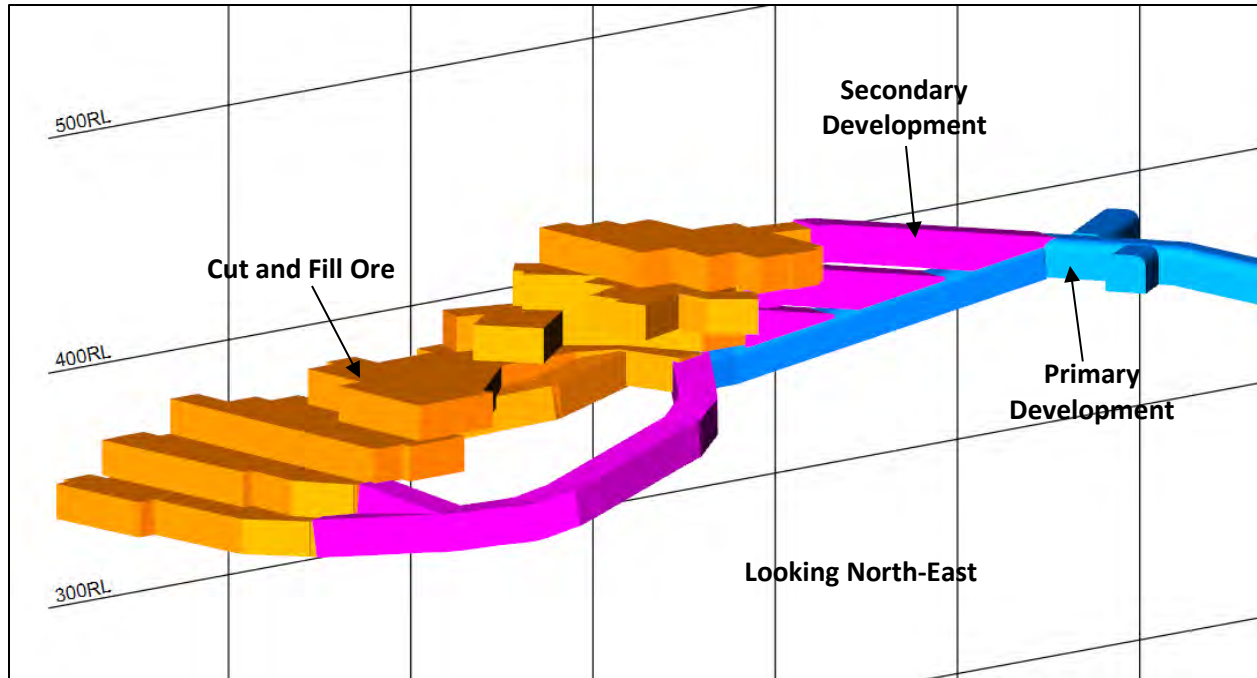 500RL
Secondary
Development
Cut and Fill Ore
400RL
Primary
Development
Looking North-East
300RL